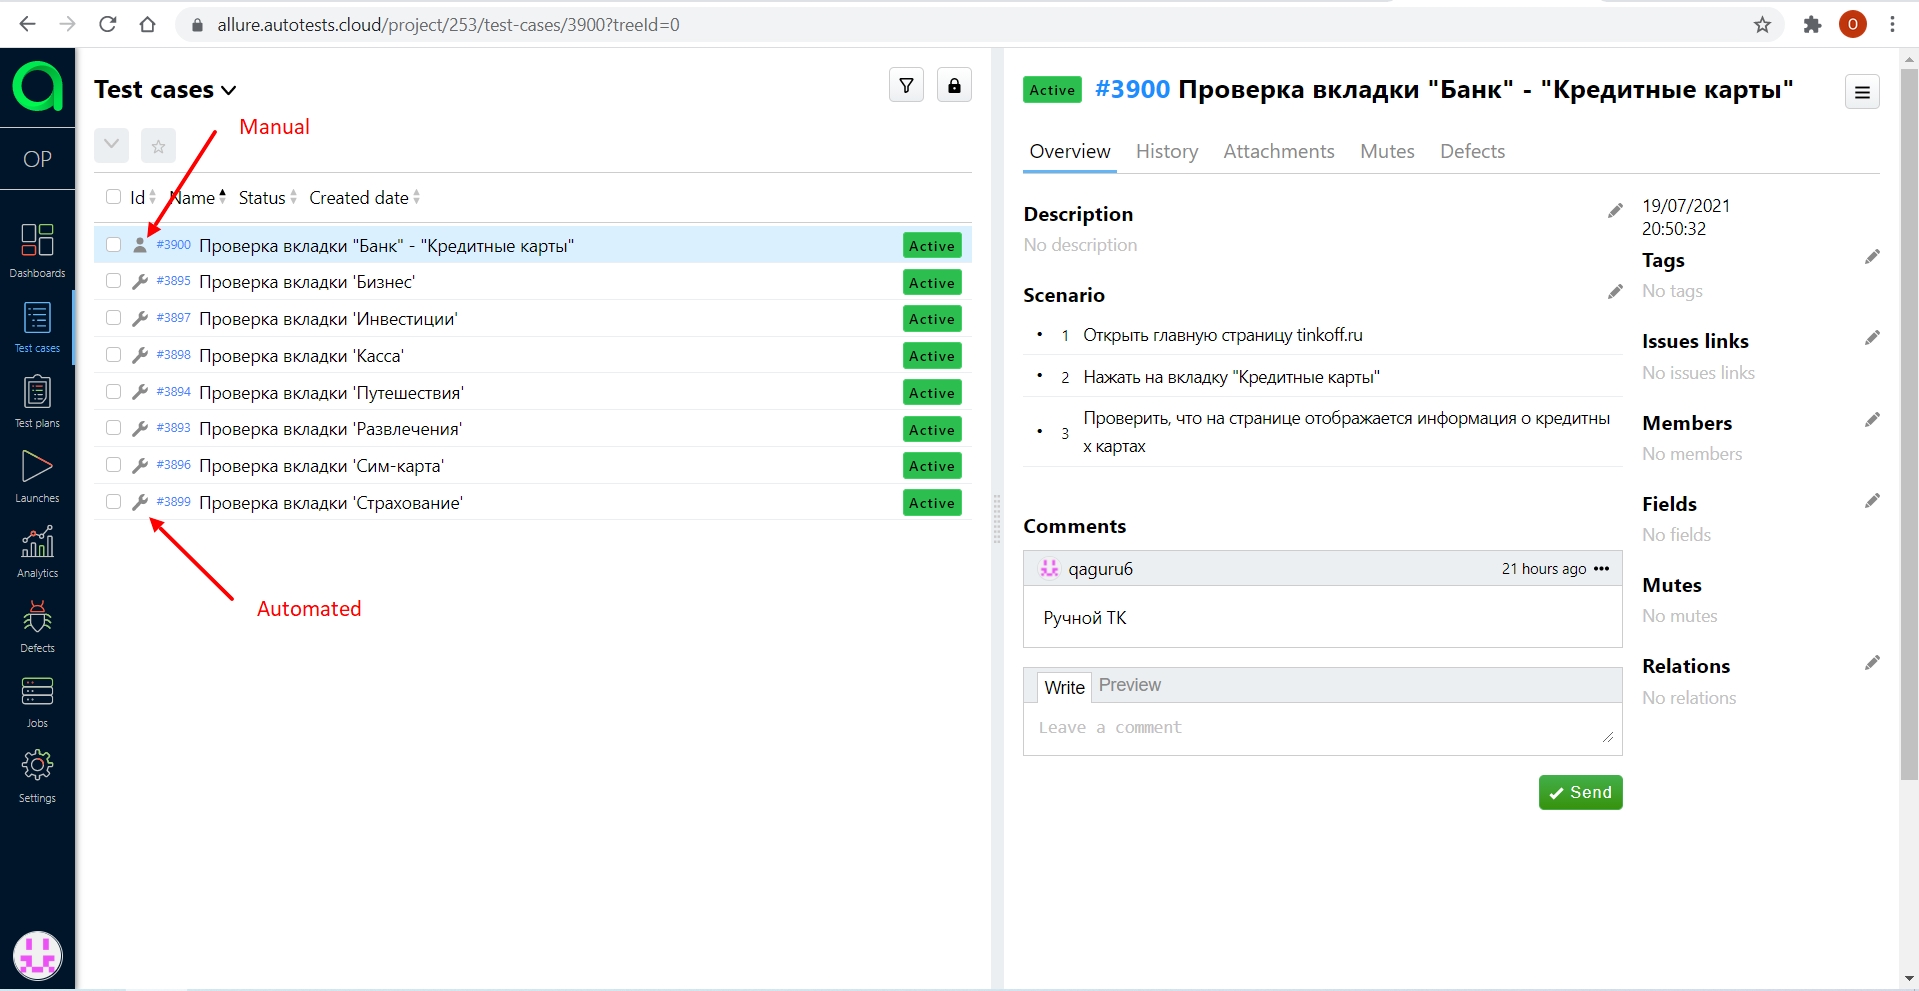 allure.autotests.cloud/project/253/test-cases/3900?treeId=0
O
OP
Dashboards
Test cases
Test plans
Launches
Analytics
Defects
Jobs
Settings
Test cases
Manual
Id Name Status Created date
#3900 Проверка вкладки "Банк" - "Кредитные карты" Active
#3895 Проверка вкладки 'Бизнес' Active
#3897 Проверка вкладки 'Инвестиции' Active
#3898 Проверка вкладки 'Касса' Active
#3894 Проверка вкладки 'Путешествия' Active
#3893 Проверка вкладки 'Развлечения' Active
#3896 Проверка вкладки 'Сим-карта' Active
#3899 Проверка вкладки 'Страхование' Active
Automated
Active #3900 Проверка вкладки "Банк" - "Кредитные карты"
Overview History Attachments Mutes Defects
Description
No description
Scenario
• 1 Открыть главную страницу tinkoff.ru
• 2 Нажать на вкладку "Кредитные карты"
• 3 Проверить, что на странице отображается информация о кредитны
х картах
Comments
qaguru6 21 hours ago •••
Ручной ТК
Write Preview
Leave a comment
Send
19/07/2021
20:50:32
Tags
No tags
Issues links
No issues links
Members
No members
Fields
No fields
Mutes
No mutes
Relations
No relations